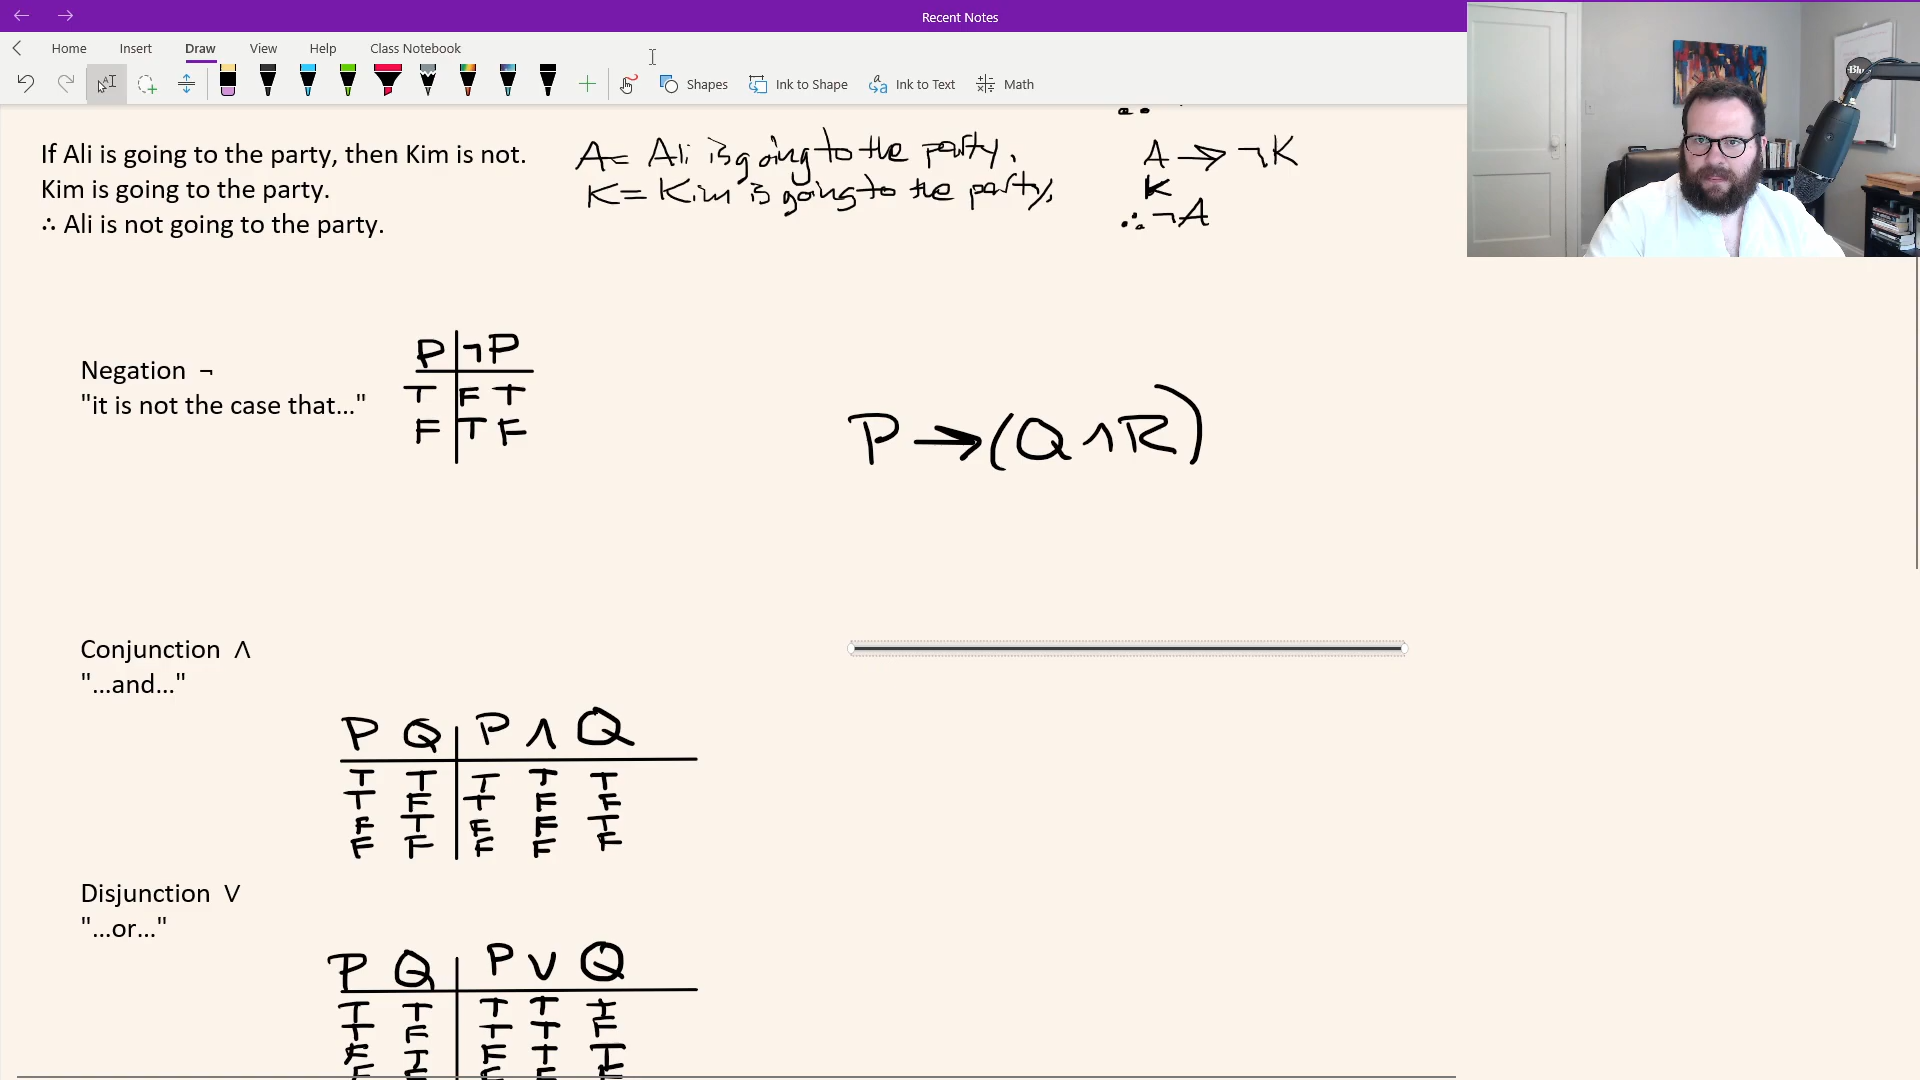 Recent Notes
Home Insert Draw View Help Class Notebook
Shapes Ink to Shape Ink to Text Math
Blue
If Ali is going to the party, then Kim is not.
Kim is going to the party.
∴ Ali is not going to the party.
A= Ali is going to the party.
K= Kim is going to the party.
A → ¬K
K
∴ ¬A
Negation ¬
"it is not the case that..."
P ¬P
T F T
F T F
P → (Q ∧ R)
Conjunction ∧
"...and..."
P Q P ∧ Q
T T T T T
T F T F F
F T F F T
F F F F F
Disjunction ∨
"...or..."
P Q P ∨ Q
T T T T T
T F T T F
F T F T T